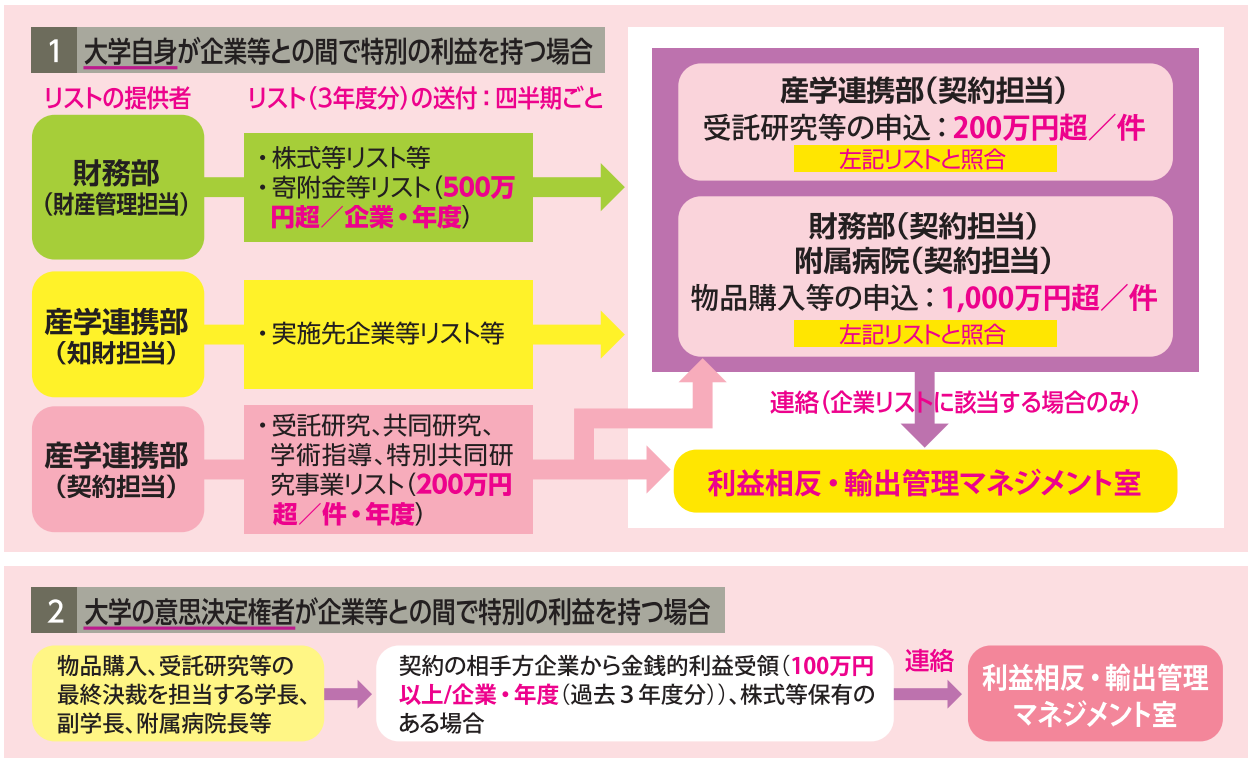 1 大学自身が企業等との間で特別の利益を持つ場合
リストの提供者
リスト(3年度分)の送付：四半期ごと
財務部
(財産管理担当)
・株式等リスト等
・寄附金等リスト(500万
円超／企業・年度)
産学連携部
(知財担当)
・実施先企業等リスト等
産学連携部
(契約担当)
・受託研究、共同研究、
学術指導、特別共同研
究事業リスト(200万円
超／件・年度)
産学連携部(契約担当)
受託研究等の申込：200万円超／件
左記リストと照合
財務部(契約担当)
附属病院(契約担当)
物品購入等の申込：1,000万円超／件
左記リストと照合
連絡(企業リストに該当する場合のみ)
利益相反・輸出管理マネジメント室
2 大学の意思決定権者が企業等との間で特別の利益を持つ場合
物品購入、受託研究等の
最終決裁を担当する学長、
副学長、附属病院長等
契約の相手方企業から金銭的利益受領(100万円
以上/企業・年度(過去3年度分))、株式等保有の
ある場合
連絡
利益相反・輸出管理
マネジメント室